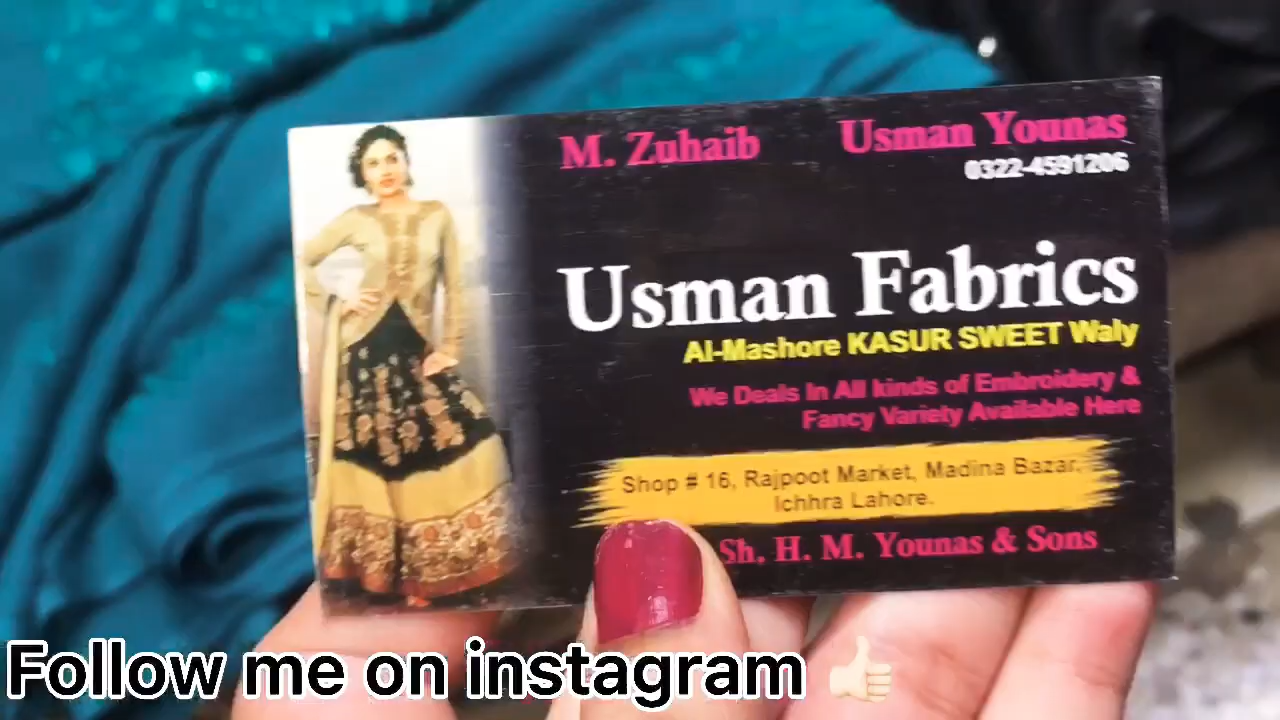 M. Zuhaib Usman Younas
0322-4591206
Usman Fabrics
Al-Mashore KASUR SWEET Waly
We Deals In All kinds of Embroidery &
Fancy Variety Available Here
Shop # 16, Rajpoot Market, Madina Bazar,
Ichhra Lahore.
Sh. H. M. Younas & Sons
Follow me on instagram 👍🏻